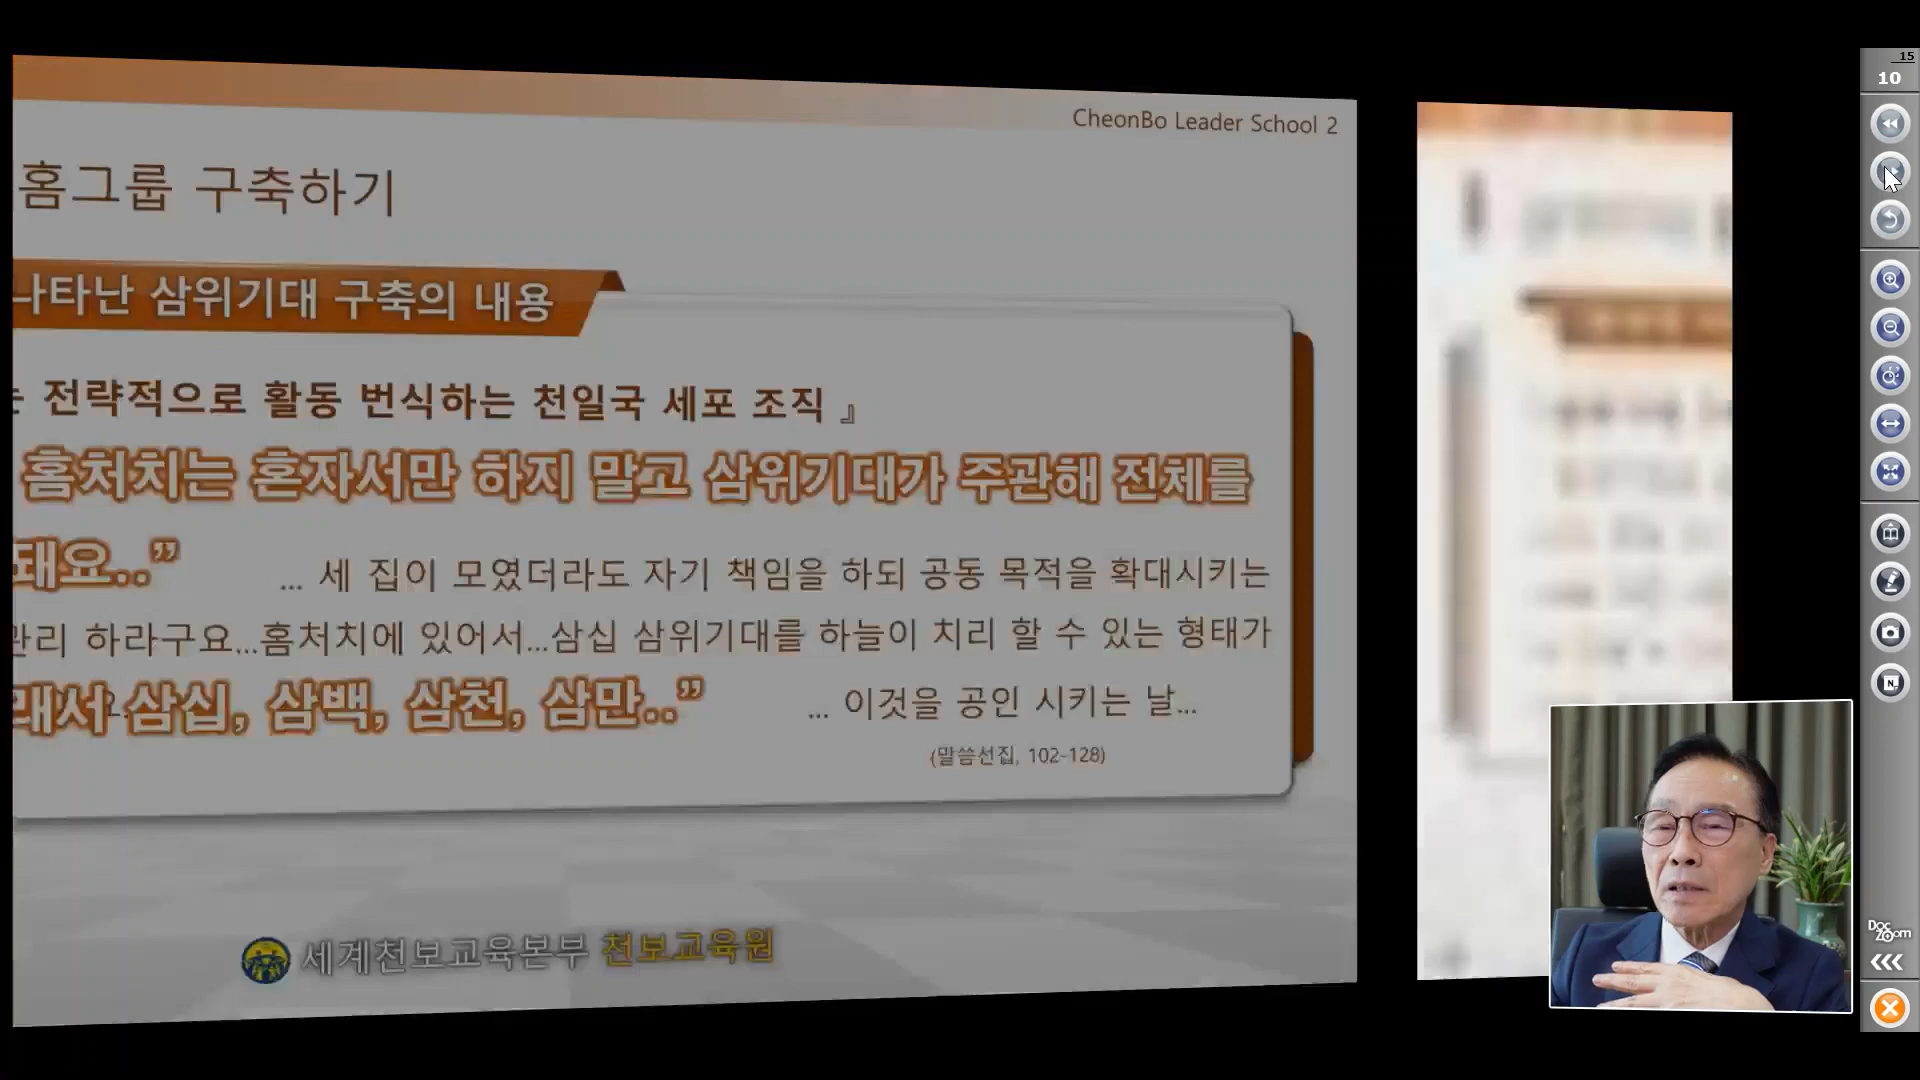 15
10
CheonBo Leader School 2
홈그룹 구축하기
나타난 삼위기대 구축의 내용
전략적으로 활동 번식하는 천일국 세포 조직 』
홈처치는 혼자서만 하지 말고 삼위기대가 주관해 전체를
돼요..” ... 세 집이 모였더라도 자기 책임을 하되 공동 목적을 확대시키는
관리 하라구요...홈처치에 있어서...삼십 삼위기대를 하늘이 치리 할 수 있는 형태가
래서 삼십, 삼백, 삼천, 삼만..” ... 이것을 공인 시키는 날...
(말씀선집, 102-128)
세계천보교육본부 천보교육원
N
Doc
Zoom